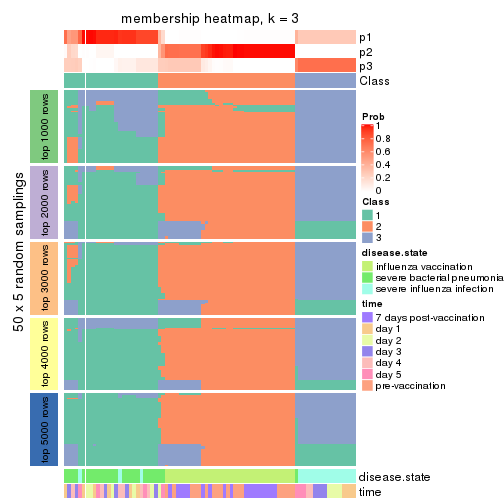 membership heatmap, k = 3
p1
p2
p3
Class
50 x 5 random samplings
top 1000 rows
top 2000 rows
top 3000 rows
top 4000 rows
top 5000 rows
disease.state
time
Prob
1
0.8
0.6
0.4
0.2
0
Class
1
2
3
disease.state
influenza vaccination
severe bacterial pneumonia
severe influenza infection
time
7 days post-vaccination
day 1
day 2
day 3
day 4
day 5
pre-vaccination